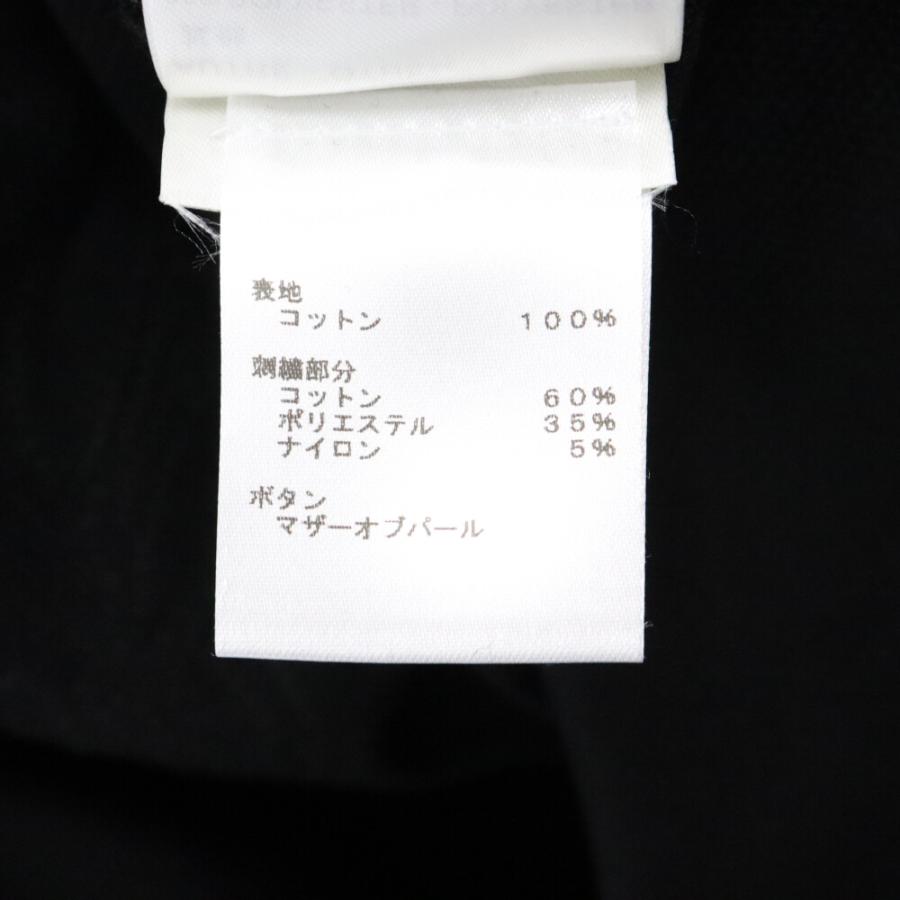 表地
コットン 100%
刺繍部分
コットン 60%
ポリエステル 35%
ナイロン 5%
ボタン
マザーオブパール